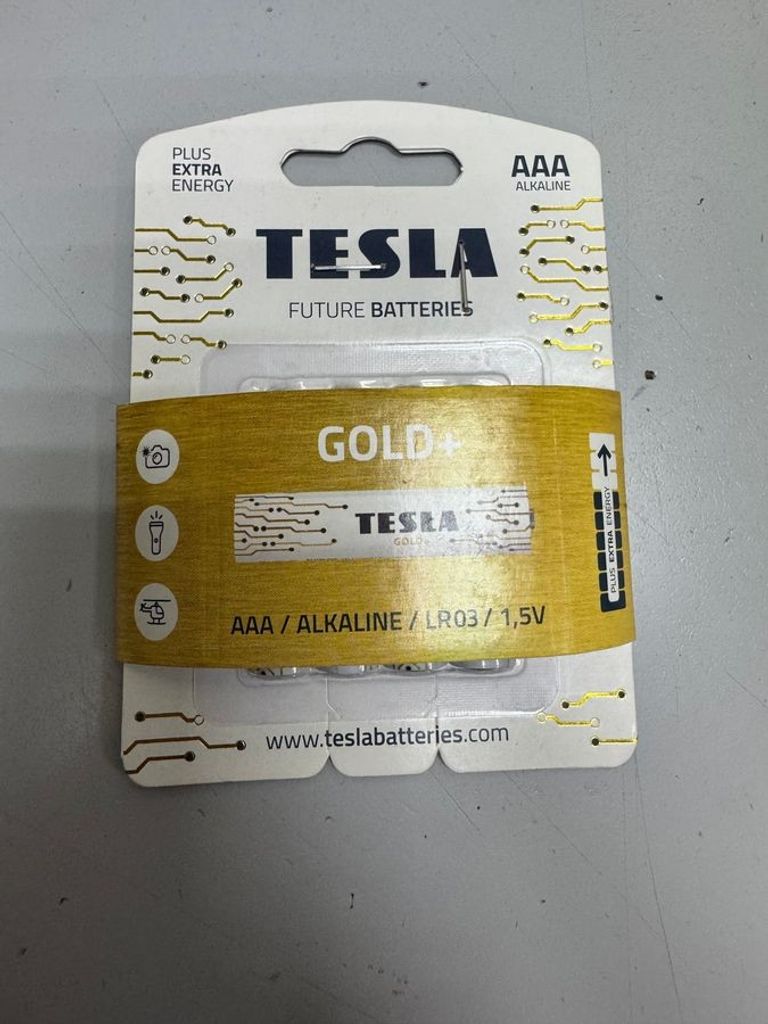 PLUS
EXTRA
ENERGY
AAA
ALKALINE
TESLA
FUTURE BATTERIES
GOLD+
TESLA
GOLD+
PLUS EXTRA ENERGY
AAA / ALKALINE / LR03 / 1,5V
www.teslabatteries.com